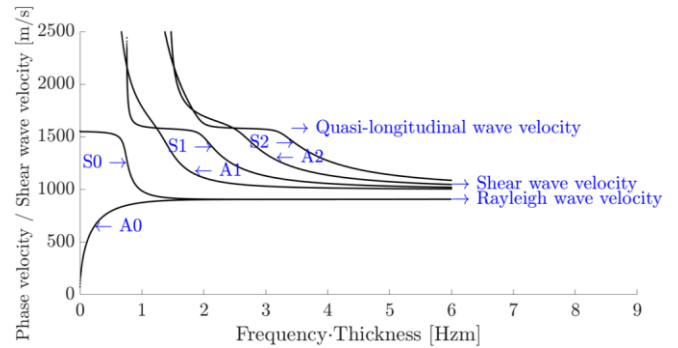 Phase velocity / Shear wave velocity [m/s]
2500
2000
1500
1000
500
0
→ Quasi-longitudinal wave velocity
S0 →
S1 →
S2 →
← A2
← A1
→ Shear wave velocity
→ Rayleigh wave velocity
← A0
0 1 2 3 4 5 6 7 8 9
Frequency·Thickness [Hzm]